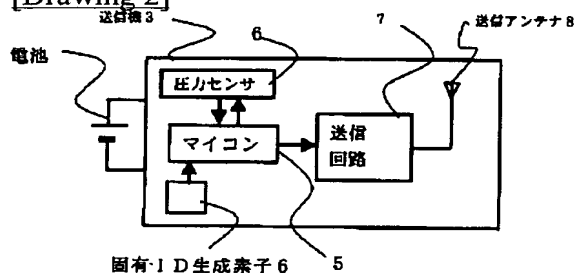 [Drawing 2]
送信機3
6
7
送信アンテナ8
電池
圧力センサ
マイコン
送信
回路
固有ID生成素子6
5